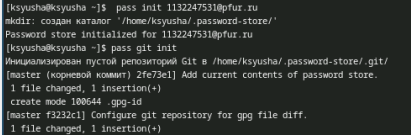 [ksyusha@ksyusha ~]$  pass init 1132247531@pfur.ru
mkdir: создан каталог '/home/ksyusha/.password-store/'
Password store initialized for 1132247531@pfur.ru
[ksyusha@ksyusha ~]$ pass git init
Инициализирован пустой репозиторий Git в /home/ksyusha/.password-store/.git/
[master (корневой коммит) 2fe73e1] Add current contents of password store.
 1 file changed, 1 insertion(+)
 create mode 100644 .gpg-id
[master f3232c1] Configure git repository for gpg file diff.
 1 file changed, 1 insertion(+)